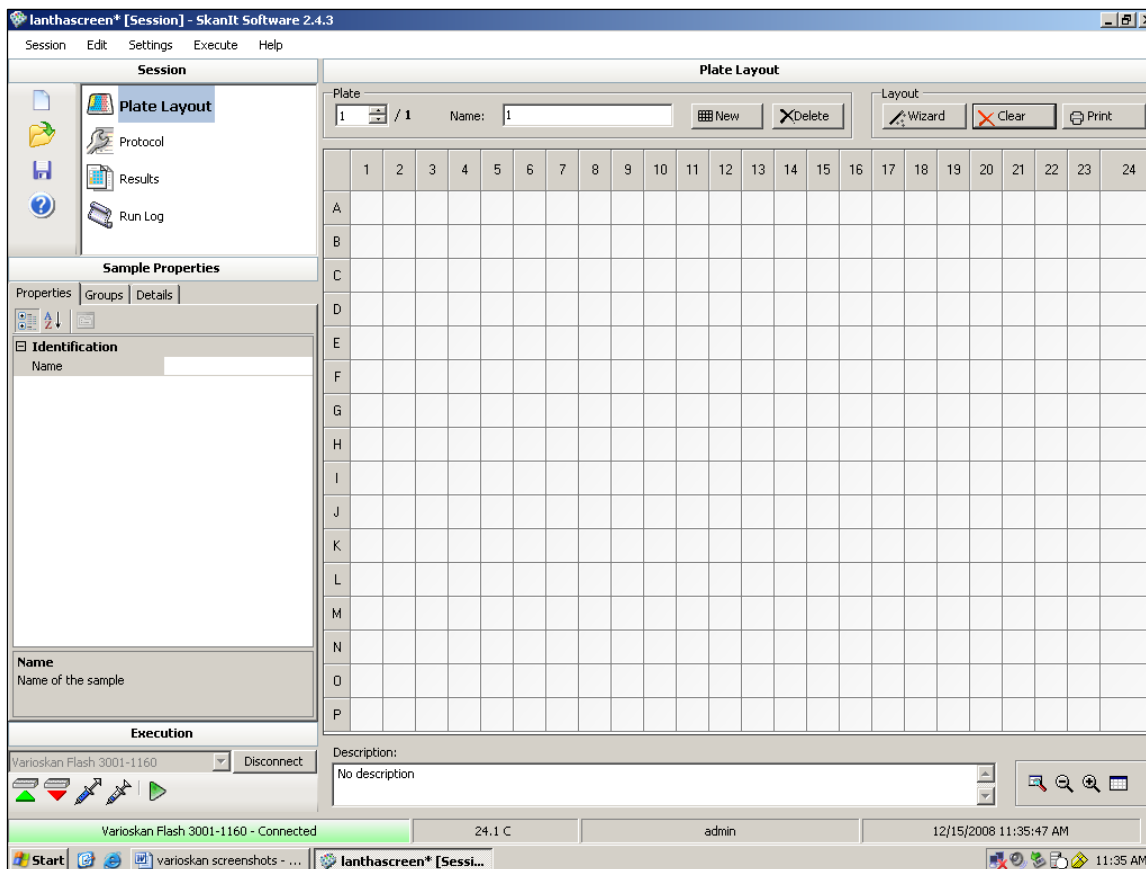 lanthascreen* [Session] - SkanIt Software 2.4.3
Session Edit Settings Execute Help
Session
Plate Layout
Protocol
Results
Run Log
Sample Properties
Properties Groups Details
Identification
Name
Name
Name of the sample
Execution
Varioskan Flash 3001-1160 Disconnect
Plate Layout
Plate
1 / 1 Name: 1 New Delete
Layout
Wizard Clear Print
1 2 3 4 5 6 7 8 9 10 11 12 13 14 15 16 17 18 19 20 21 22 23 24
A
B
C
D
E
F
G
H
I
J
K
L
M
N
O
P
Description:
No description
Varioskan Flash 3001-1160 - Connected 24.1 C admin 12/15/2008 11:35:47 AM
Start varioskan screenshots - ... lanthascreen* [Sessi... 11:35 AM